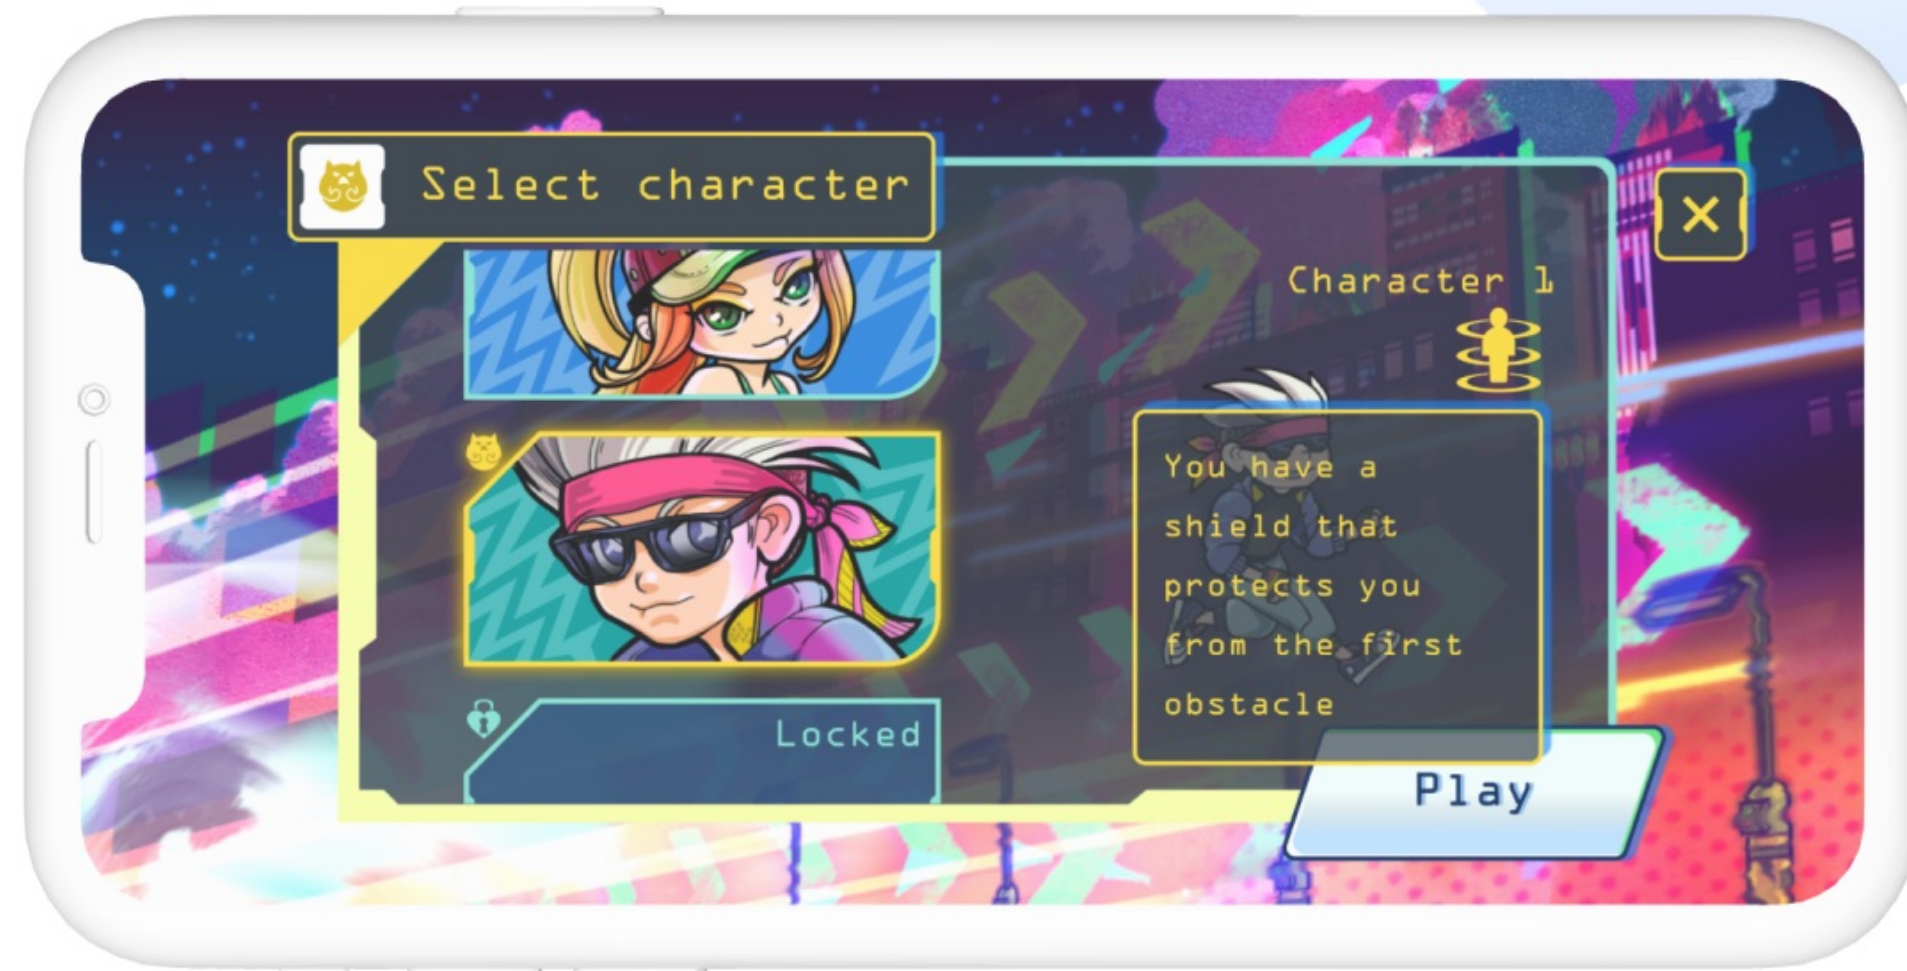 Select character
Character 1
You have a
shield that
protects you
from the first
obstacle
Locked
Play